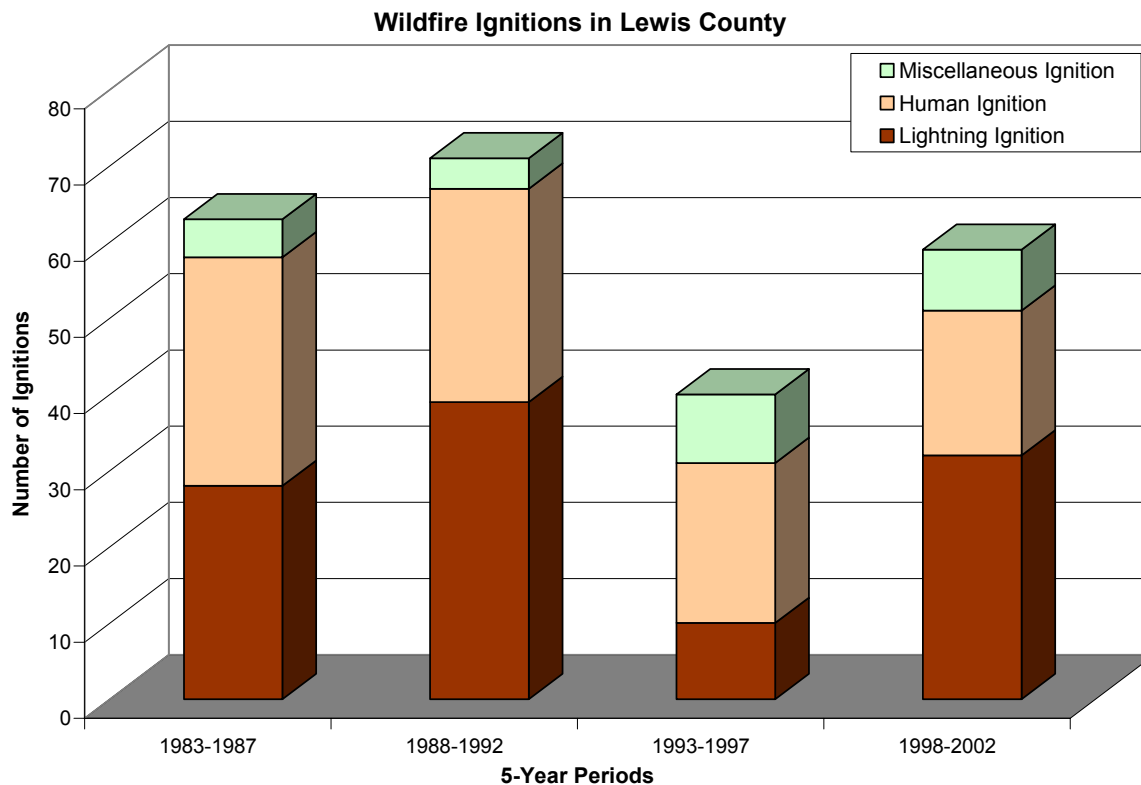 Wildfire Ignitions in Lewis County
Miscellaneous Ignition
Human Ignition
Lightning Ignition
80
70
60
50
40
30
20
10
0
Number of Ignitions
1983-1987 1988-1992 1993-1997 1998-2002
5-Year Periods